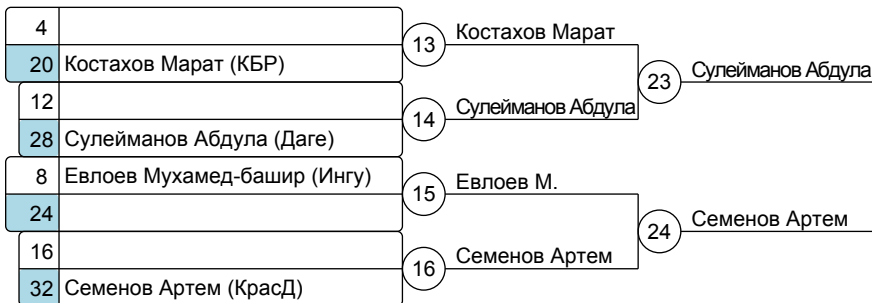 4
20 Костахов Марат (КБР)
12
28 Сулейманов Абдула (Даге)
8 Евлоев Мухамед-башир (Ингу)
24
16
32 Семенов Артем (КрасД)
13 Костахов Марат
14 Сулейманов Абдула
15 Евлоев М.
16 Семенов Артем
23 Сулейманов Абдула
24 Семенов Артем